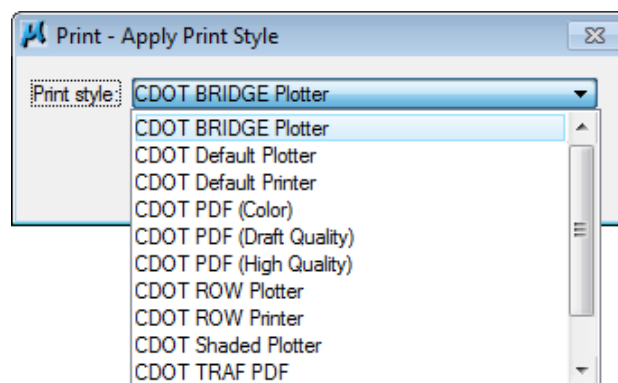 Print - Apply Print Style
Print style: CDOT BRIDGE Plotter
CDOT BRIDGE Plotter
CDOT Default Plotter
CDOT Default Printer
CDOT PDF (Color)
CDOT PDF (Draft Quality)
CDOT PDF (High Quality)
CDOT ROW Plotter
CDOT ROW Printer
CDOT Shaded Plotter
CDOT TRAF PDF